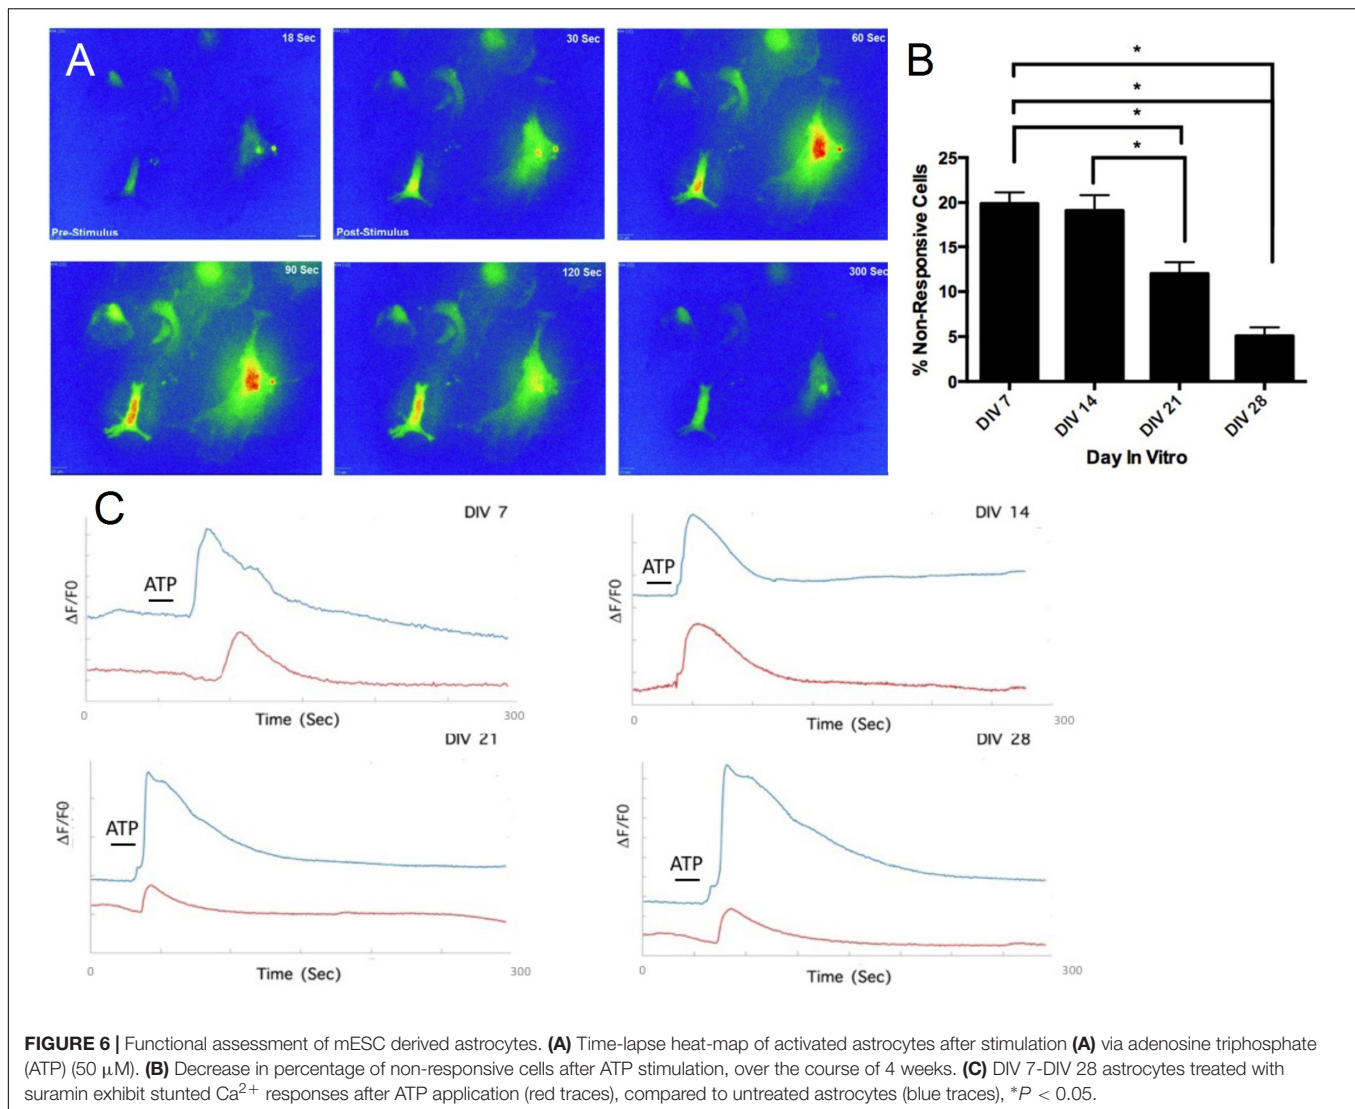 A
18 Sec
30 Sec
60 Sec
Pre-Stimulus
Post-Stimulus
90 Sec
120 Sec
300 Sec
B
*
*
*
*
% Non-Responsive Cells
25
20
15
10
5
0
DIV 7
DIV 14
DIV 21
DIV 28
Day In Vitro
C
DIV 7
ATP
ΔF/F0
0
Time (Sec)
300
DIV 14
ATP
ΔF/F0
0
Time (Sec)
300
DIV 21
ATP
ΔF/F0
0
Time (Sec)
300
DIV 28
ATP
ΔF/F0
0
Time (Sec)
300
FIGURE 6 | Functional assessment of mESC derived astrocytes. (A) Time-lapse heat-map of activated astrocytes after stimulation (A) via adenosine triphosphate
(ATP) (50 μM). (B) Decrease in percentage of non-responsive cells after ATP stimulation, over the course of 4 weeks. (C) DIV 7-DIV 28 astrocytes treated with
suramin exhibit stunted Ca²⁺ responses after ATP application (red traces), compared to untreated astrocytes (blue traces), *P < 0.05.